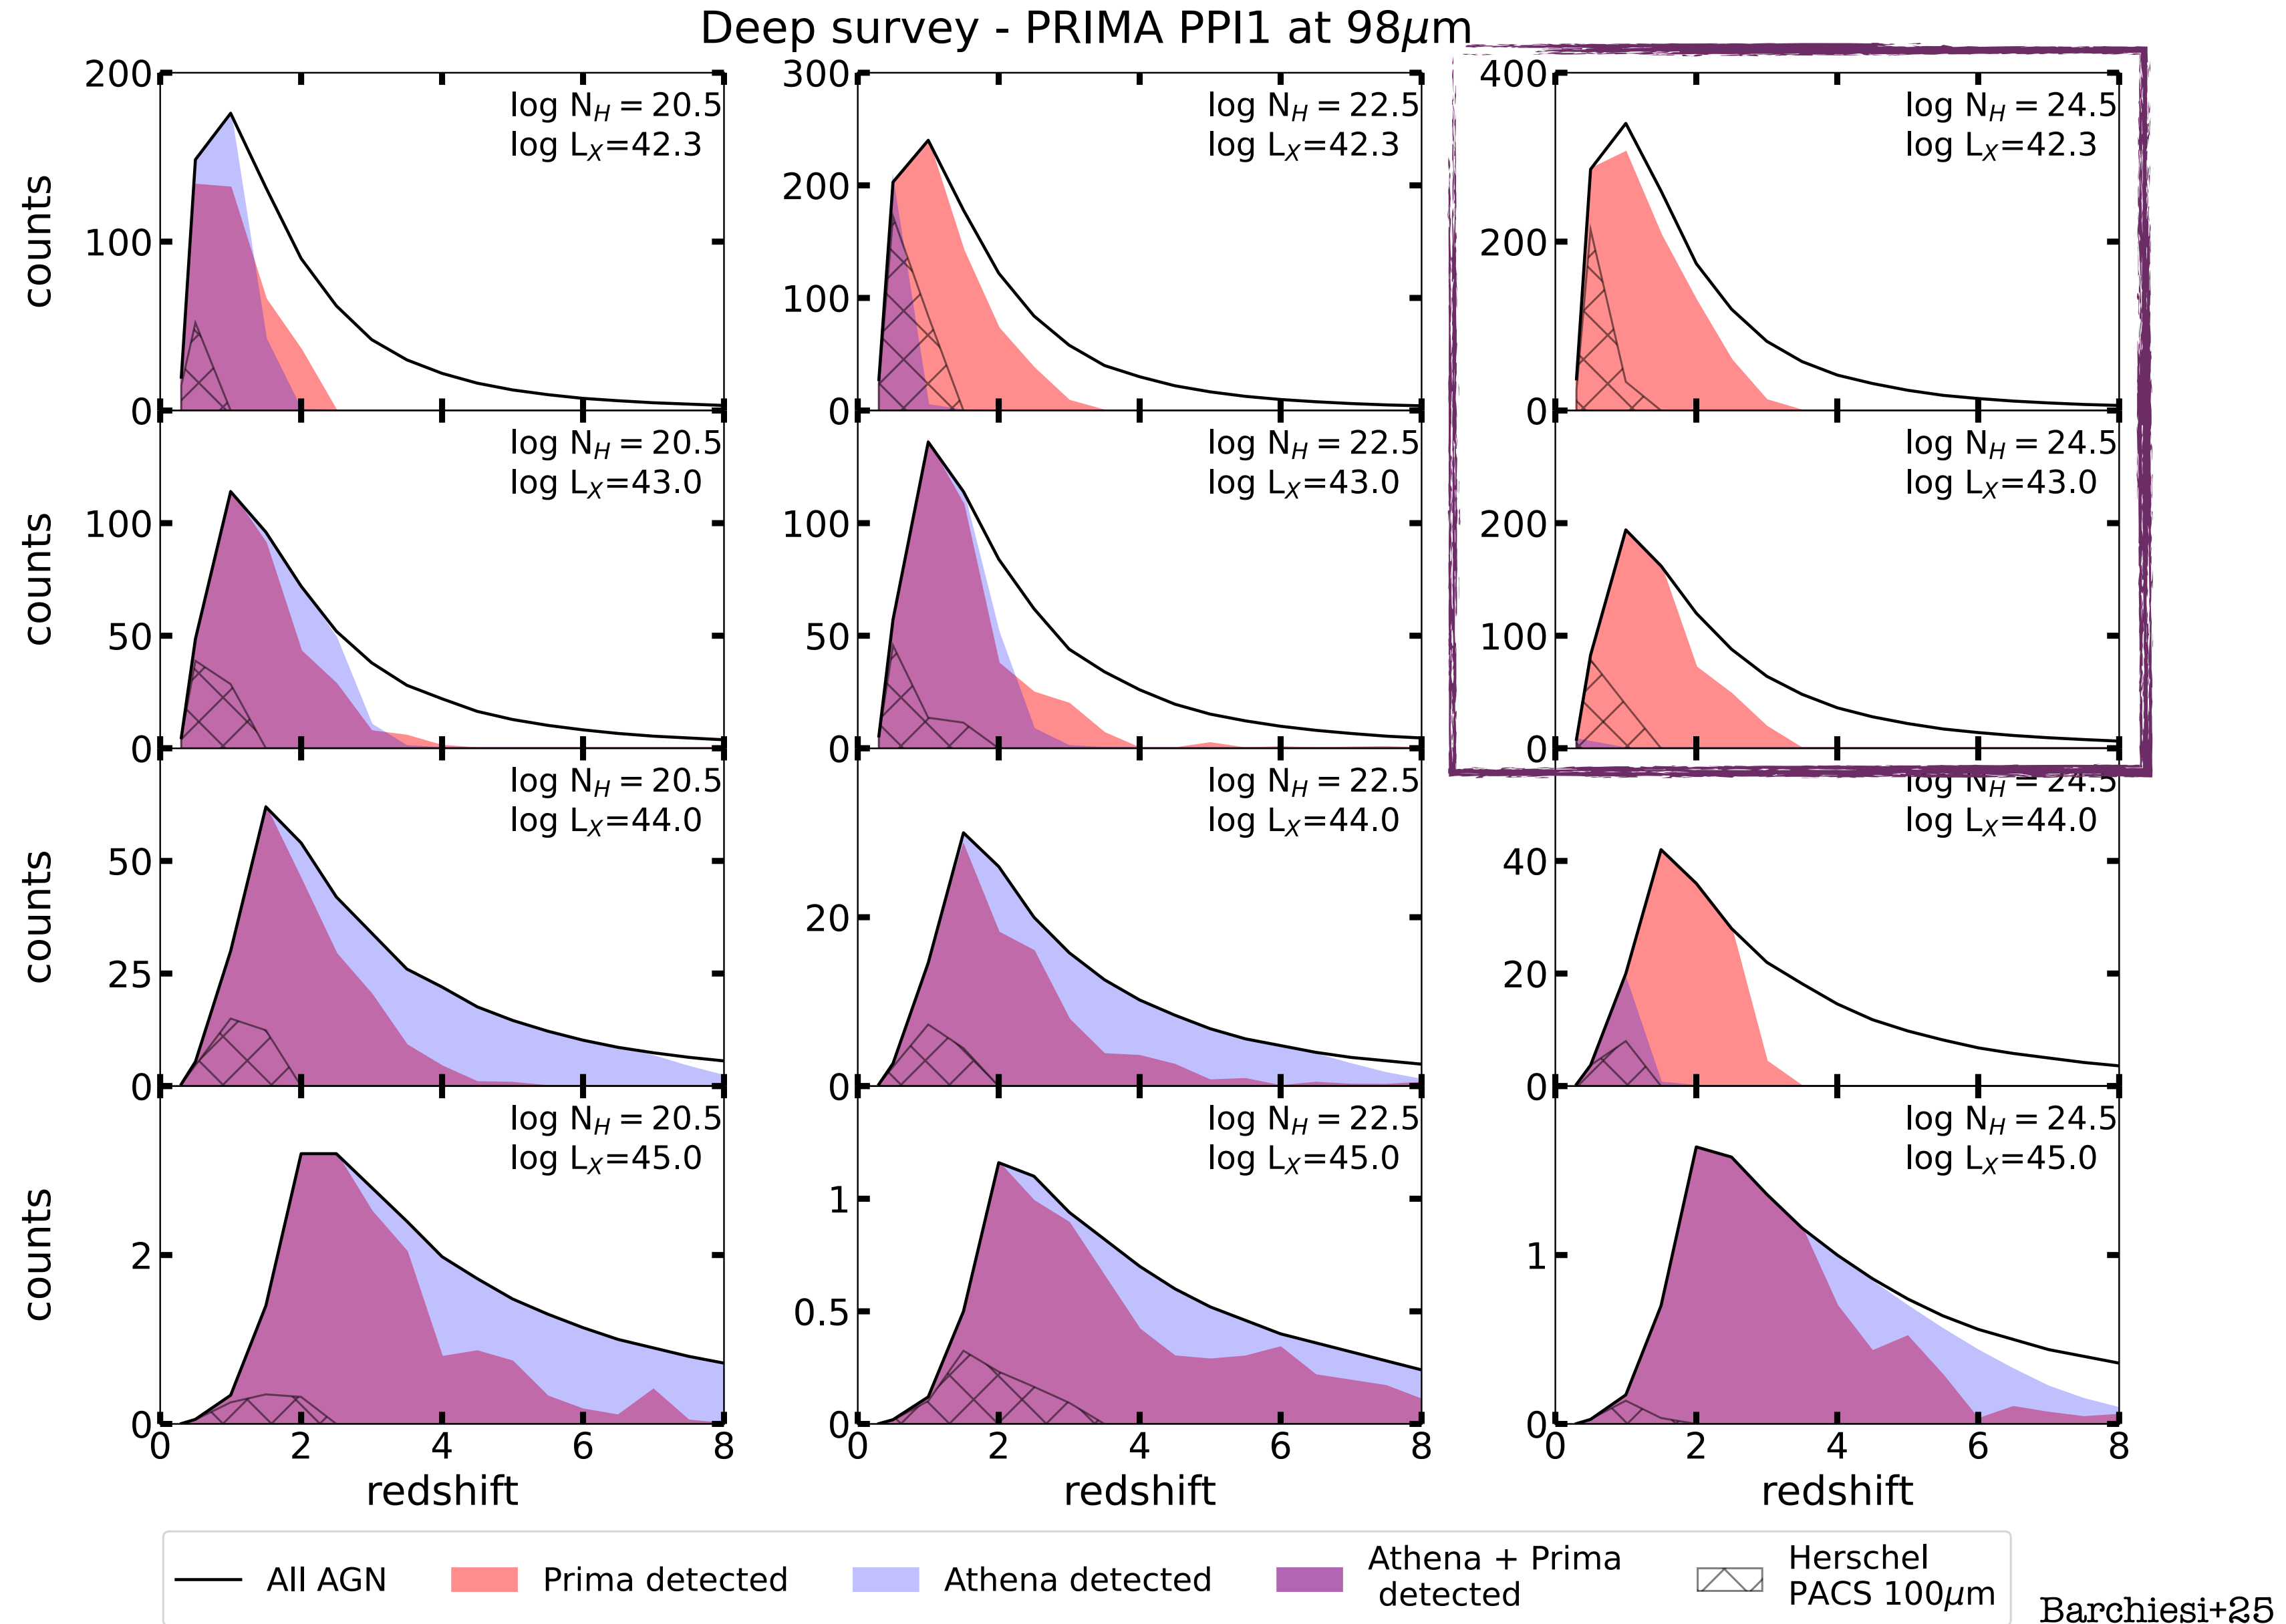 Deep survey - PRIMA PPI1 at 98μm
200
100
0
counts
log N_H = 20.5
log L_X=42.3
300
200
100
0
log N_H = 22.5
log L_X=42.3
400
200
0
log N_H = 24.5
log L_X=42.3
100
50
0
counts
log N_H = 20.5
log L_X=43.0
100
50
0
log N_H = 22.5
log L_X=43.0
200
100
0
log N_H = 24.5
log L_X=43.0
50
25
0
counts
log N_H = 20.5
log L_X=44.0
20
0
log N_H = 22.5
log L_X=44.0
40
20
0
log N_H = 24.5
log L_X=44.0
2
0
counts
log N_H = 20.5
log L_X=45.0
1
0.5
0
log N_H = 22.5
log L_X=45.0
1
0
log N_H = 24.5
log L_X=45.0
0 2 4 6 8
0 2 4 6 8
0 2 4 6 8
redshift
redshift
redshift
All AGN
Prima detected
Athena detected
Athena + Prima
detected
Herschel
PACS 100μm
Barchiesi+25